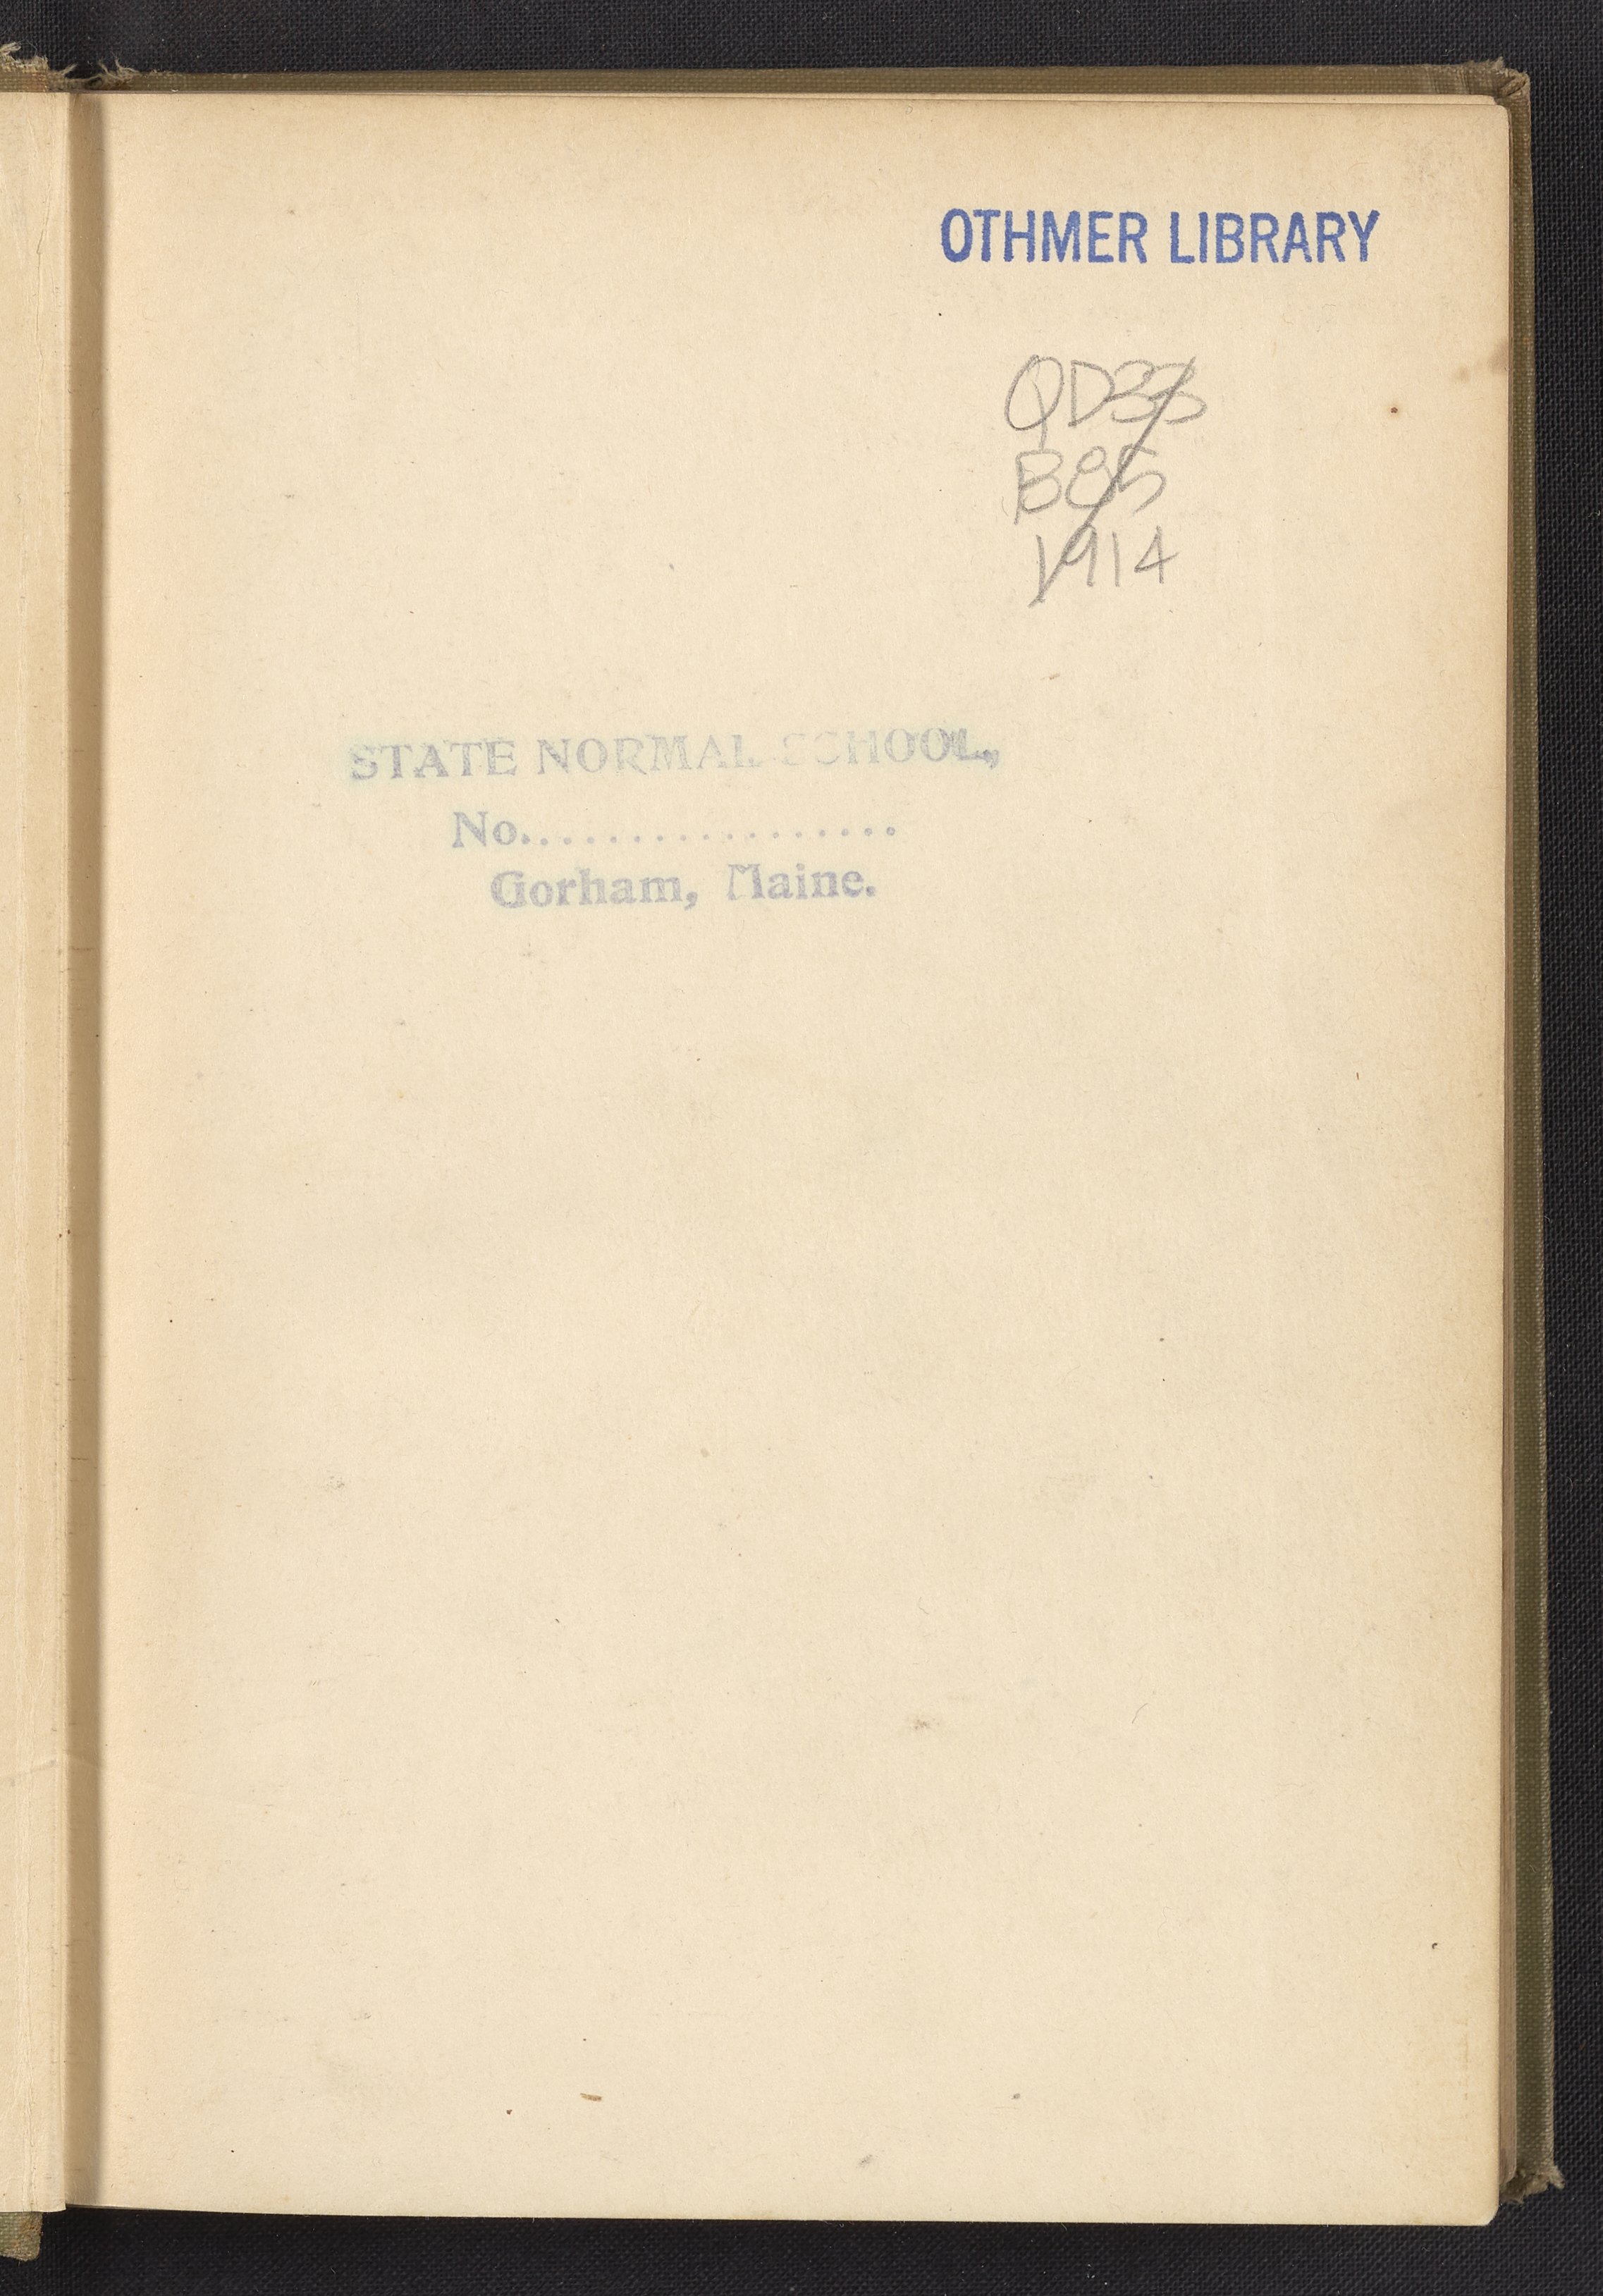 OTHMER LIBRARY
QD33
B85
1914
STATE NORMAL SCHOOL,
No..................
Gorham, Maine.